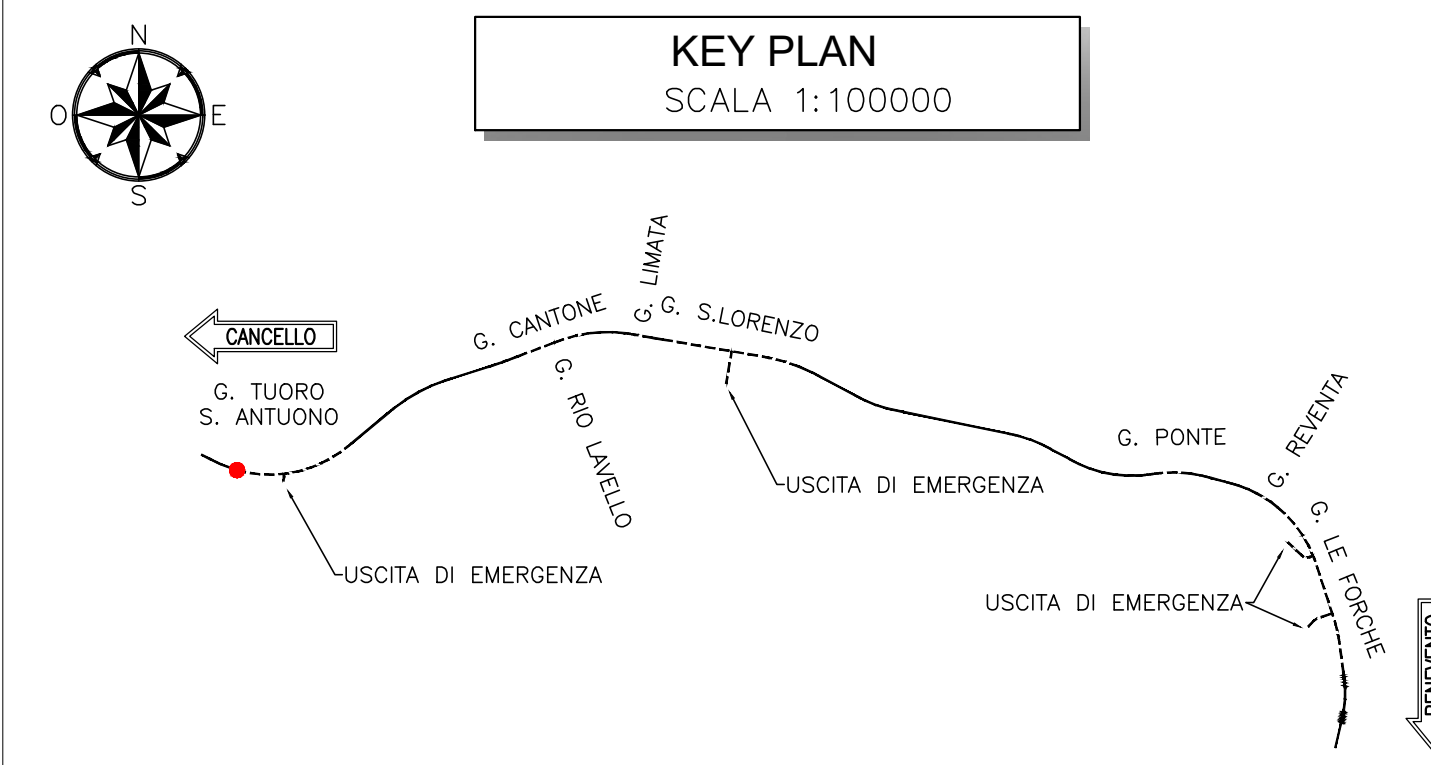 N
O
E
S
KEY PLAN
SCALA 1:100000
CANCELLO
G. TUORO
S. ANTUONO
G. CANTONE
G. RIO LAVELLO
G. LIMATA
G. S.LORENZO
G. PONTE
G. REVENTA
G. LE FORCHE
USCITA DI EMERGENZA
USCITA DI EMERGENZA
USCITA DI EMERGENZA
BENEVENTO